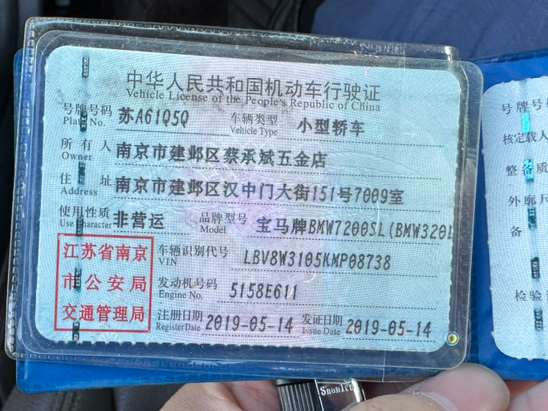 中华人民共和国机动车行驶证
Vehicle License of the People's Republic of China
号牌号码 苏A61Q5Q 车辆类型 小型轿车
Plate No. Vehicle Type
所有人 南京市建邺区蔡承斌五金店
Owner
住址 南京市建邺区汉中门大街151号7009室
Address
使用性质 非营运 品牌型号 宝马牌BMW7200SL(BMW320l
Use Character Model
江苏省南京
市公安局
交通管理局
车辆识别代号 LBV8W3105KMP08738
VIN
发动机号码 5158E611
Engine No.
注册日期 2019-05-14 发证日期 2019-05-14
Register Date Issue Date
号牌号
核定载人
整备质
外廓尺
备
检验